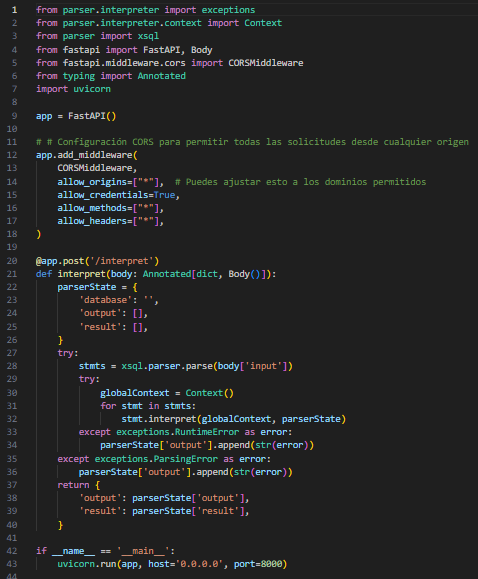 1 from parser.interpreter import exceptions
2 from parser.interpreter.context import Context
3 from parser import xsql
4 from fastapi import FastAPI, Body
5 from fastapi.middleware.cors import CORSMiddleware
6 from typing import Annotated
7 import uvicorn
8
9 app = FastAPI()
10
11 # # Configuración CORS para permitir todas las solicitudes desde cualquier origen
12 app.add_middleware(
13     CORSMiddleware,
14     allow_origins=["*"],  # Puedes ajustar esto a los dominios permitidos
15     allow_credentials=True,
16     allow_methods=["*"],
17     allow_headers=["*"],
18 )
19
20 @app.post('/interpret')
21 def interpret(body: Annotated[dict, Body()]):
22     parserState = {
23         'database': '',
24         'output': [],
25         'result': [],
26     }
27     try:
28         stmts = xsql.parser.parse(body['input'])
29         try:
30             globalContext = Context()
31             for stmt in stmts:
32                 stmt.interpret(globalContext, parserState)
33         except exceptions.RuntimeError as error:
34             parserState['output'].append(str(error))
35     except exceptions.ParsingError as error:
36         parserState['output'].append(str(error))
37     return {
38         'output': parserState['output'],
39         'result': parserState['result'],
40     }
41
42 if __name__ == '__main__':
43     uvicorn.run(app, host='0.0.0.0', port=8000)
44